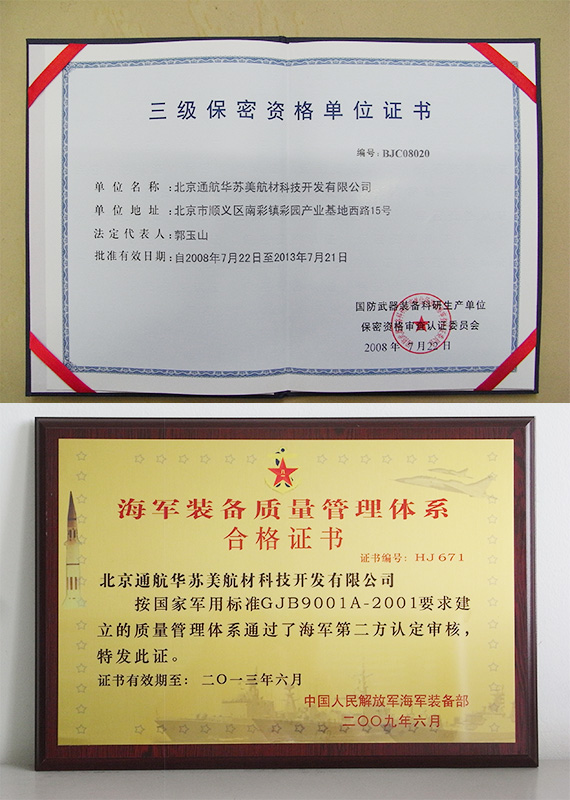 三级保密资格单位证书
编号：BJC08020
单位名称：北京通航华苏美航材科技开发有限公司
单位地址：北京市顺义区南彩镇彩园产业基地西路15号
法定代表人：郭玉山
批准有效日期：自2008年7月22日至2013年7月21日
国防武器装备科研生产单位
保密资格审查认证委员会
2008年7月22日
海军装备质量管理体系
合格证书
证书编号：HJ671
北京通航华苏美航材科技开发有限公司
按国家军用标准GJB9001A-2001要求建
立的质量管理体系通过了海军第二方认定审核，
特发此证。
证书有效期至：二〇一三年六月
中国人民解放军海军装备部
二〇〇九年六月